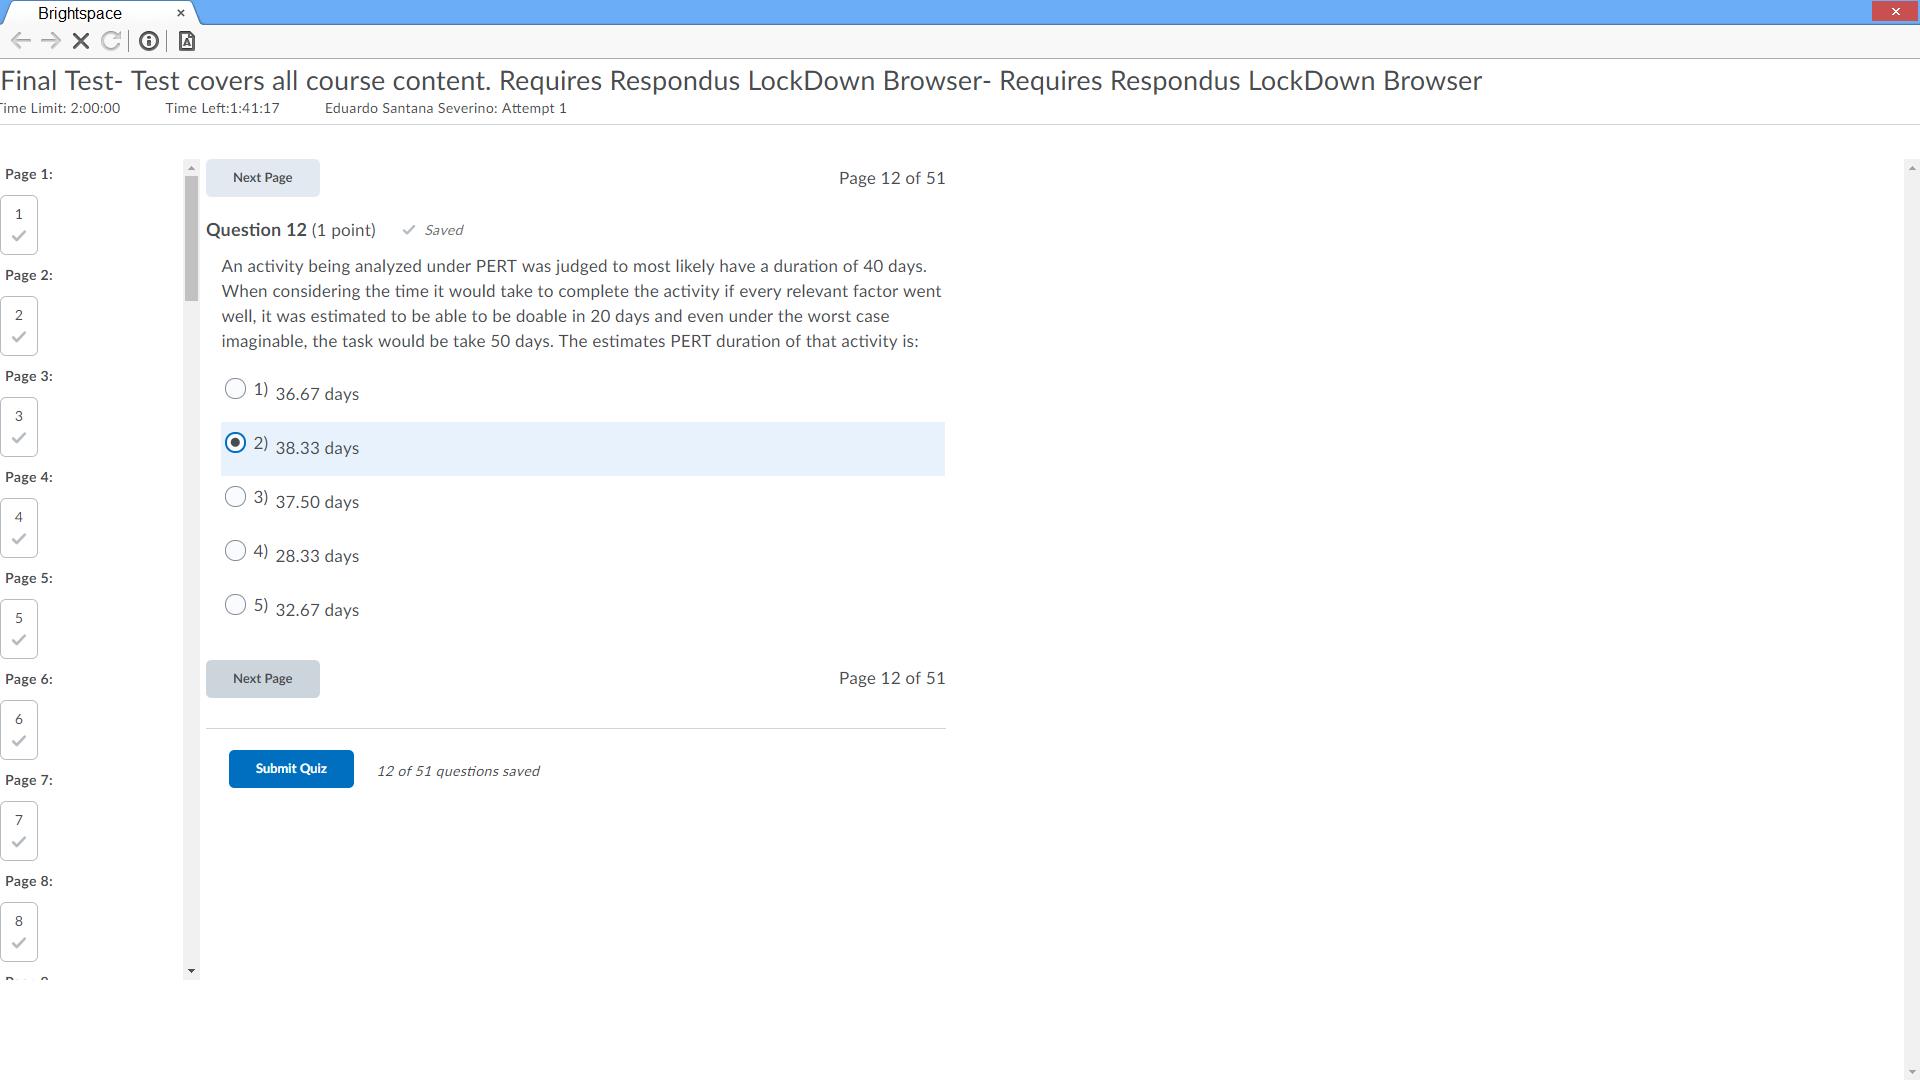 Brightspace
Final Test- Test covers all course content. Requires Respondus LockDown Browser- Requires Respondus LockDown Browser
Time Limit: 2:00:00 Time Left:1:41:17 Eduardo Santana Severino: Attempt 1
Page 1:
1
Page 2:
2
Page 3:
3
Page 4:
4
Page 5:
5
Page 6:
6
Page 7:
7
Page 8:
8
Next Page
Page 12 of 51
Question 12 (1 point) Saved
An activity being analyzed under PERT was judged to most likely have a duration of 40 days.
When considering the time it would take to complete the activity if every relevant factor went
well, it was estimated to be able to be doable in 20 days and even under the worst case
imaginable, the task would be take 50 days. The estimates PERT duration of that activity is:
1) 36.67 days
2) 38.33 days
3) 37.50 days
4) 28.33 days
5) 32.67 days
Next Page
Page 12 of 51
Submit Quiz
12 of 51 questions saved